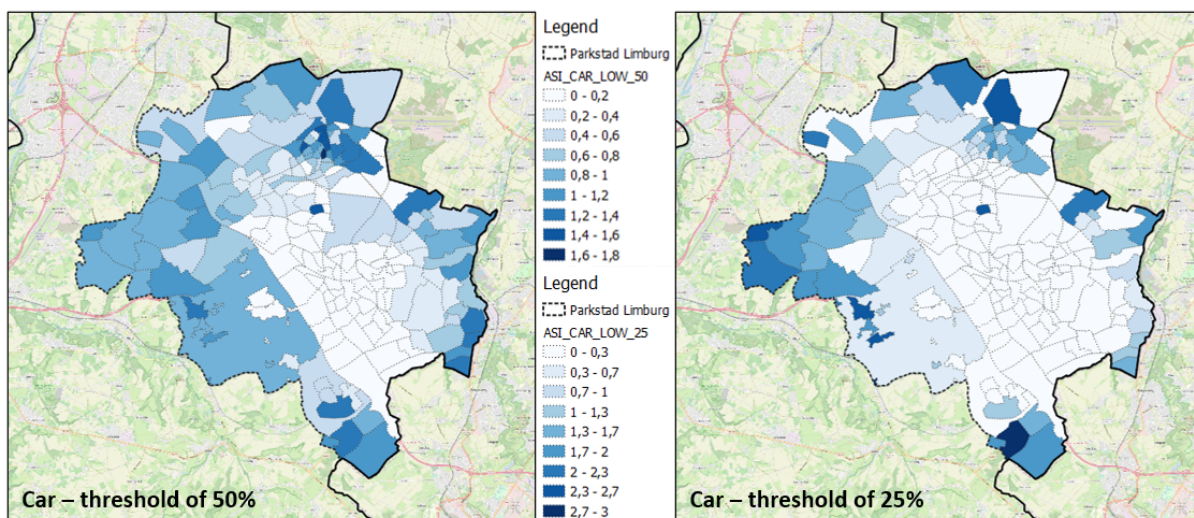 Legend
Parkstad Limburg
ASI_CAR_LOW_50
0 - 0,2
0,2 - 0,4
0,4 - 0,6
0,6 - 0,8
0,8 - 1
1 - 1,2
1,2 - 1,4
1,4 - 1,6
1,6 - 1,8
Legend
Parkstad Limburg
ASI_CAR_LOW_25
0 - 0,3
0,3 - 0,7
0,7 - 1
1 - 1,3
1,3 - 1,7
1,7 - 2
2 - 2,3
2,3 - 2,7
2,7 - 3
Car – threshold of 50%
Car – threshold of 25%